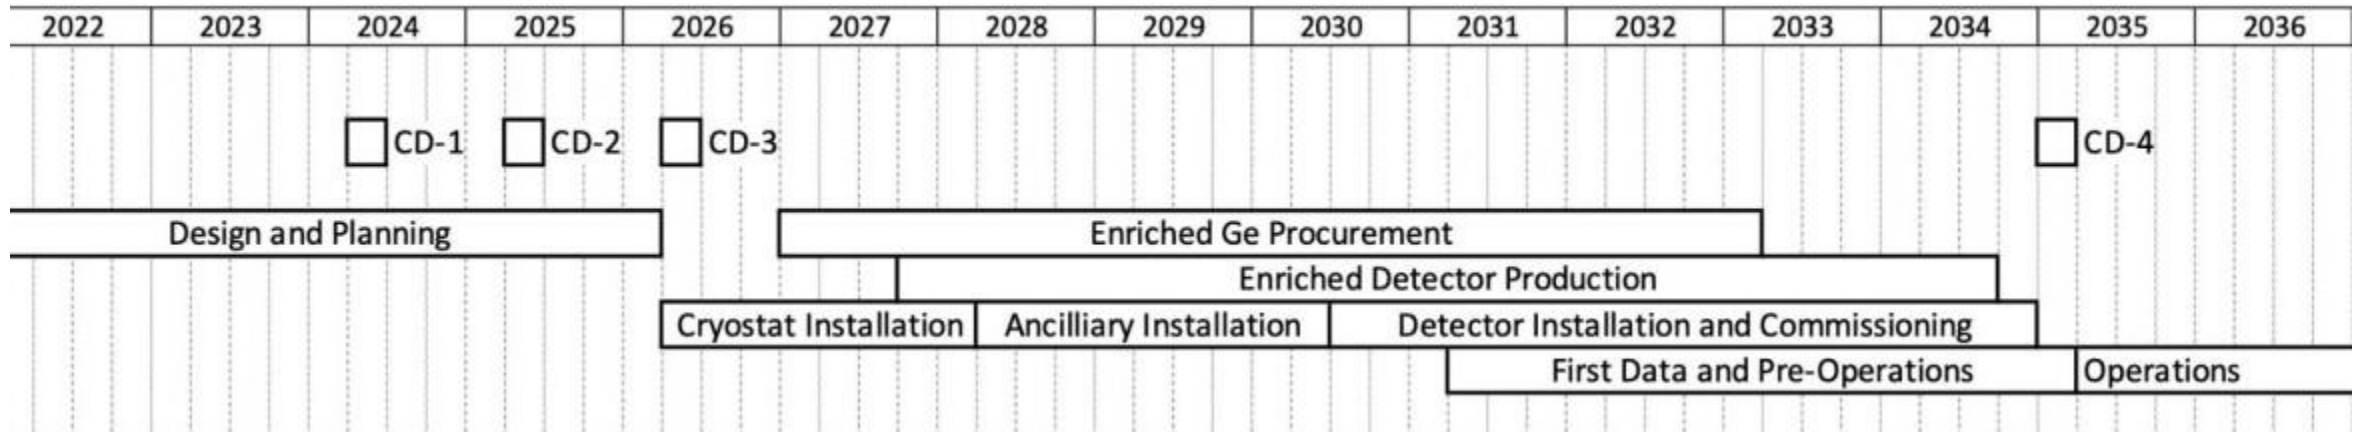 2022 2023 2024 2025 2026 2027 2028 2029 2030 2031 2032 2033 2034 2035 2036
CD-1 CD-2 CD-3 CD-4
Design and Planning Enriched Ge Procurement
Enriched Detector Production
Cryostat Installation Ancilliary Installation Detector Installation and Commissioning
First Data and Pre-Operations Operations